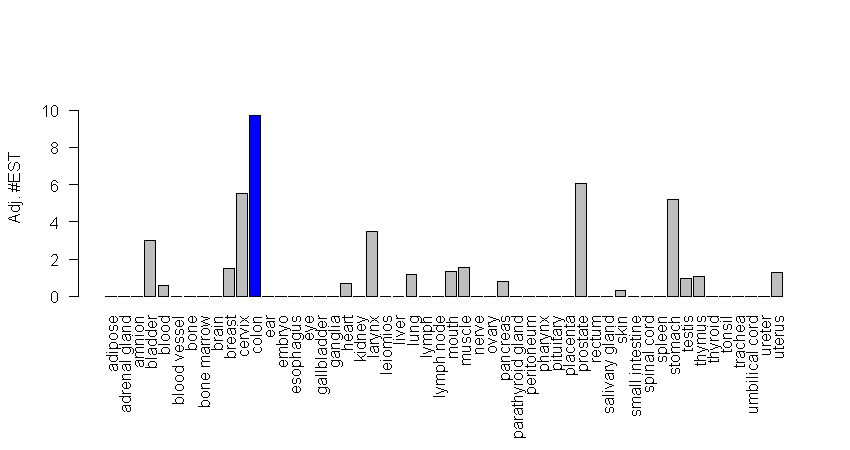 Adj. #EST
10
8
6
4
2
0
adipose
adrenal gland
amnion
bladder
blood
blood vessel
bone
bone marrow
brain
breast
cervix
colon
ear
embryo
esophagus
eye
gallbladder
ganglia
heart
kidney
larynx
leiomios
liver
lung
lymph
lymph node
mouth
muscle
nerve
ovary
pancreas
parathyroid gland
peritoneum
pharynx
pituitary
placenta
prostate
rectum
salivary gland
skin
small intestine
spinal cord
spleen
stomach
testis
thymus
thyroid
tonsil
trachea
umbilical cord
ureter
uterus